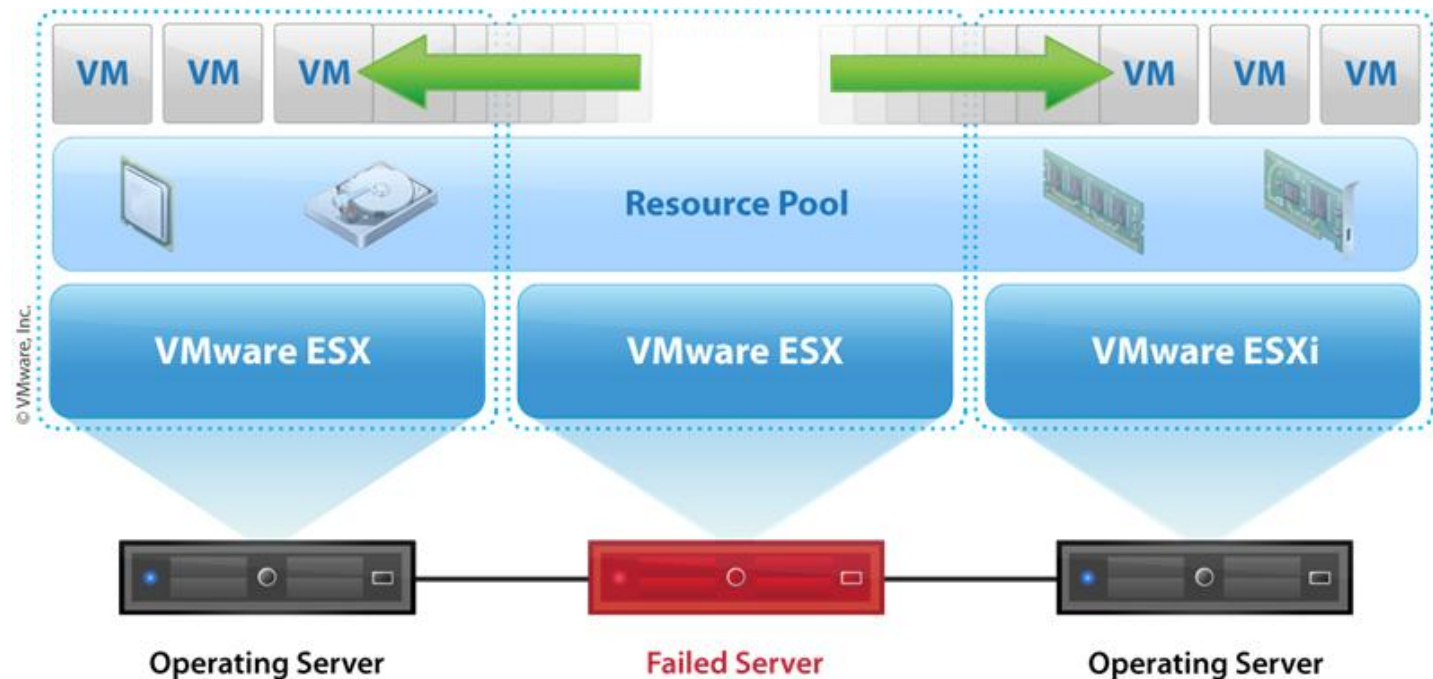 VM VM VM VM VM VM
Resource Pool
VMware ESX VMware ESX VMware ESXi
© VMware, Inc.
Operating Server Failed Server Operating Server